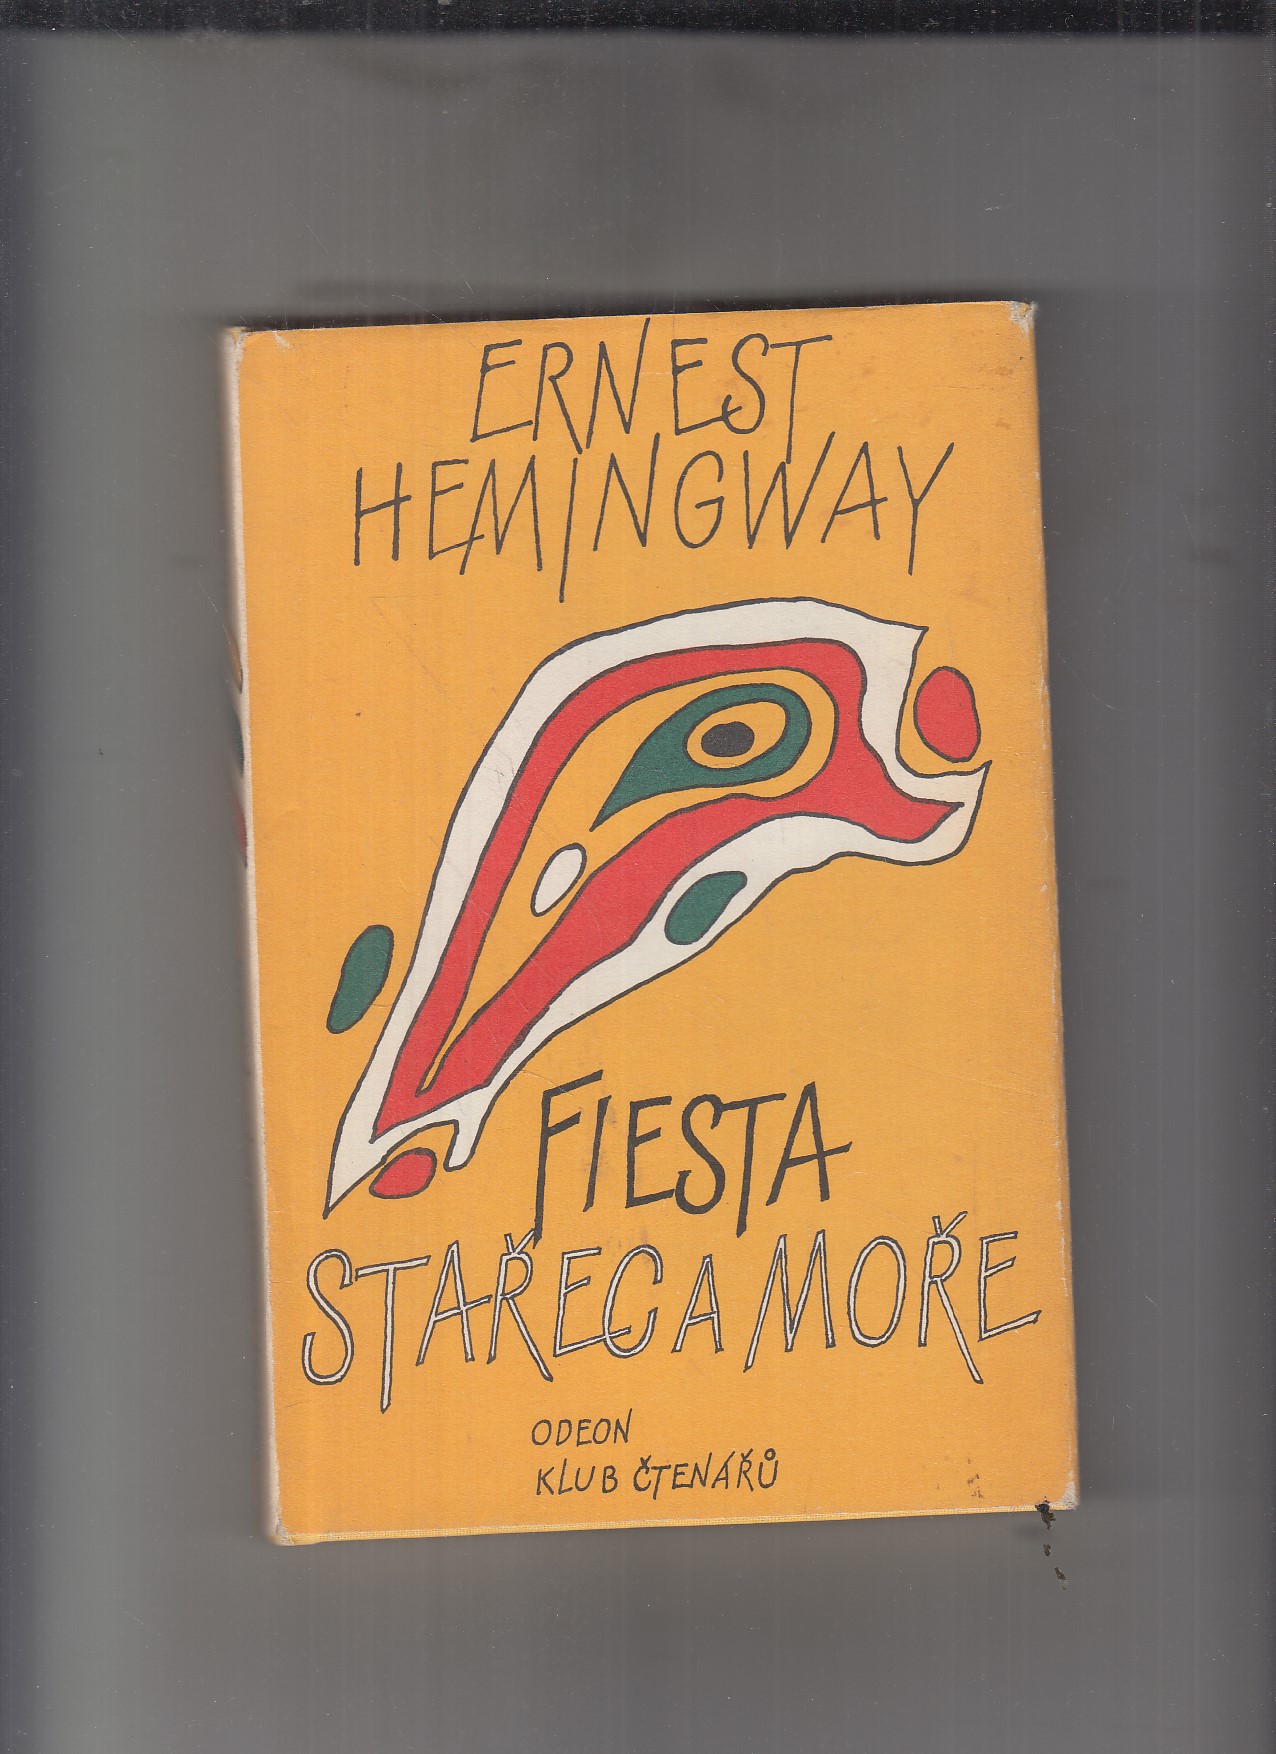 ERNEST
HEMINGWAY
FIESTA
STAŘEC A MOŘE
ODEON
KLUB ČTENÁŘŮ